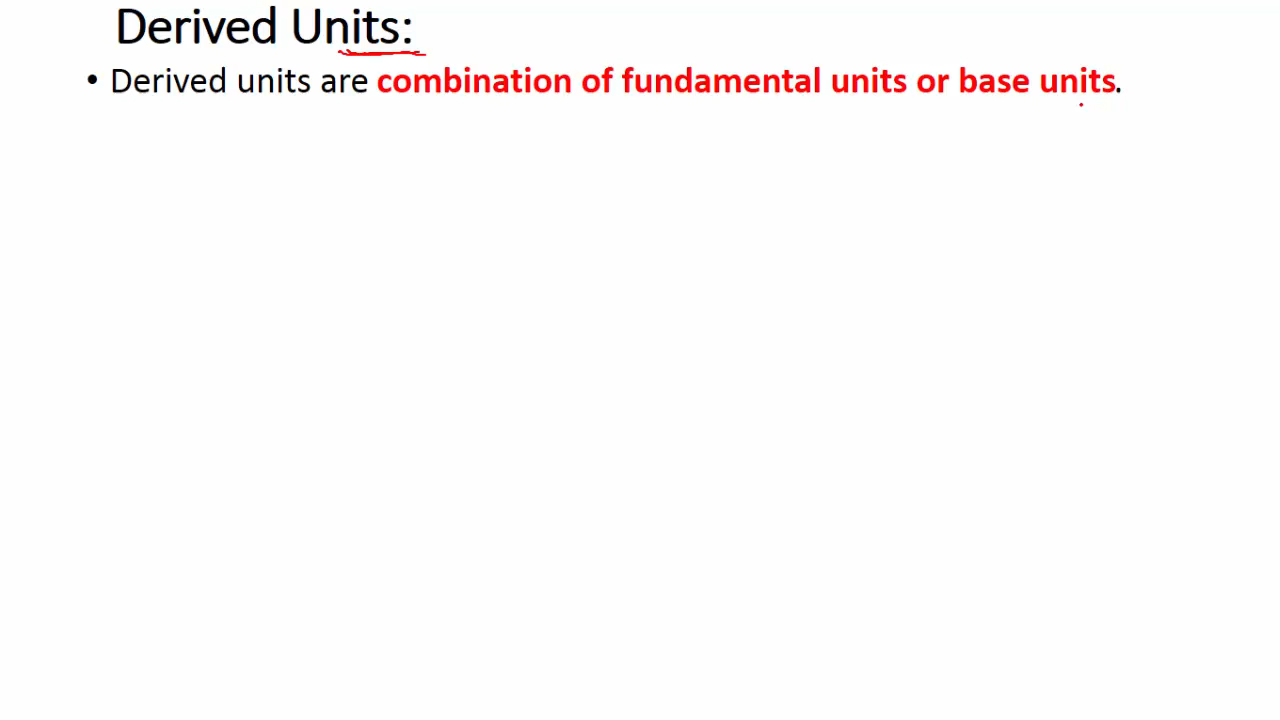 Derived Units:
• Derived units are combination of fundamental units or base units.